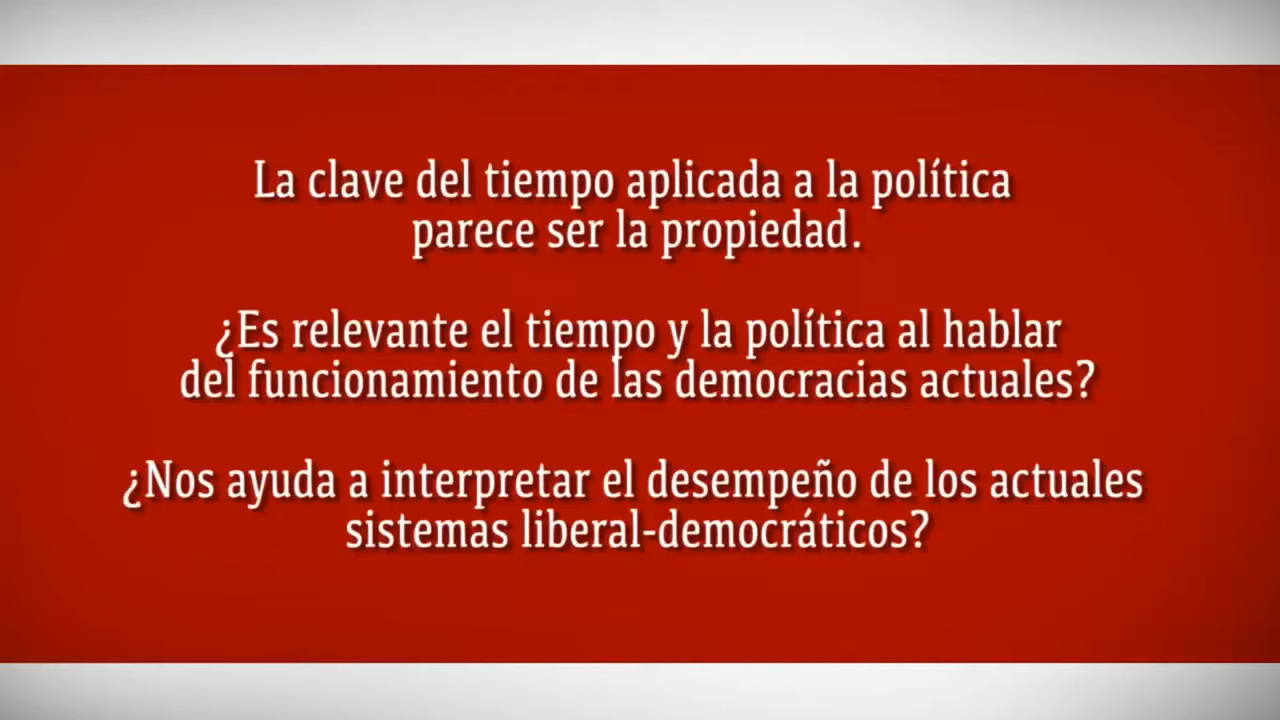 La clave del tiempo aplicada a la política
parece ser la propiedad.
¿Es relevante el tiempo y la política al hablar
del funcionamiento de las democracias actuales?
¿Nos ayuda a interpretar el desempeño de los actuales
sistemas liberal-democráticos?